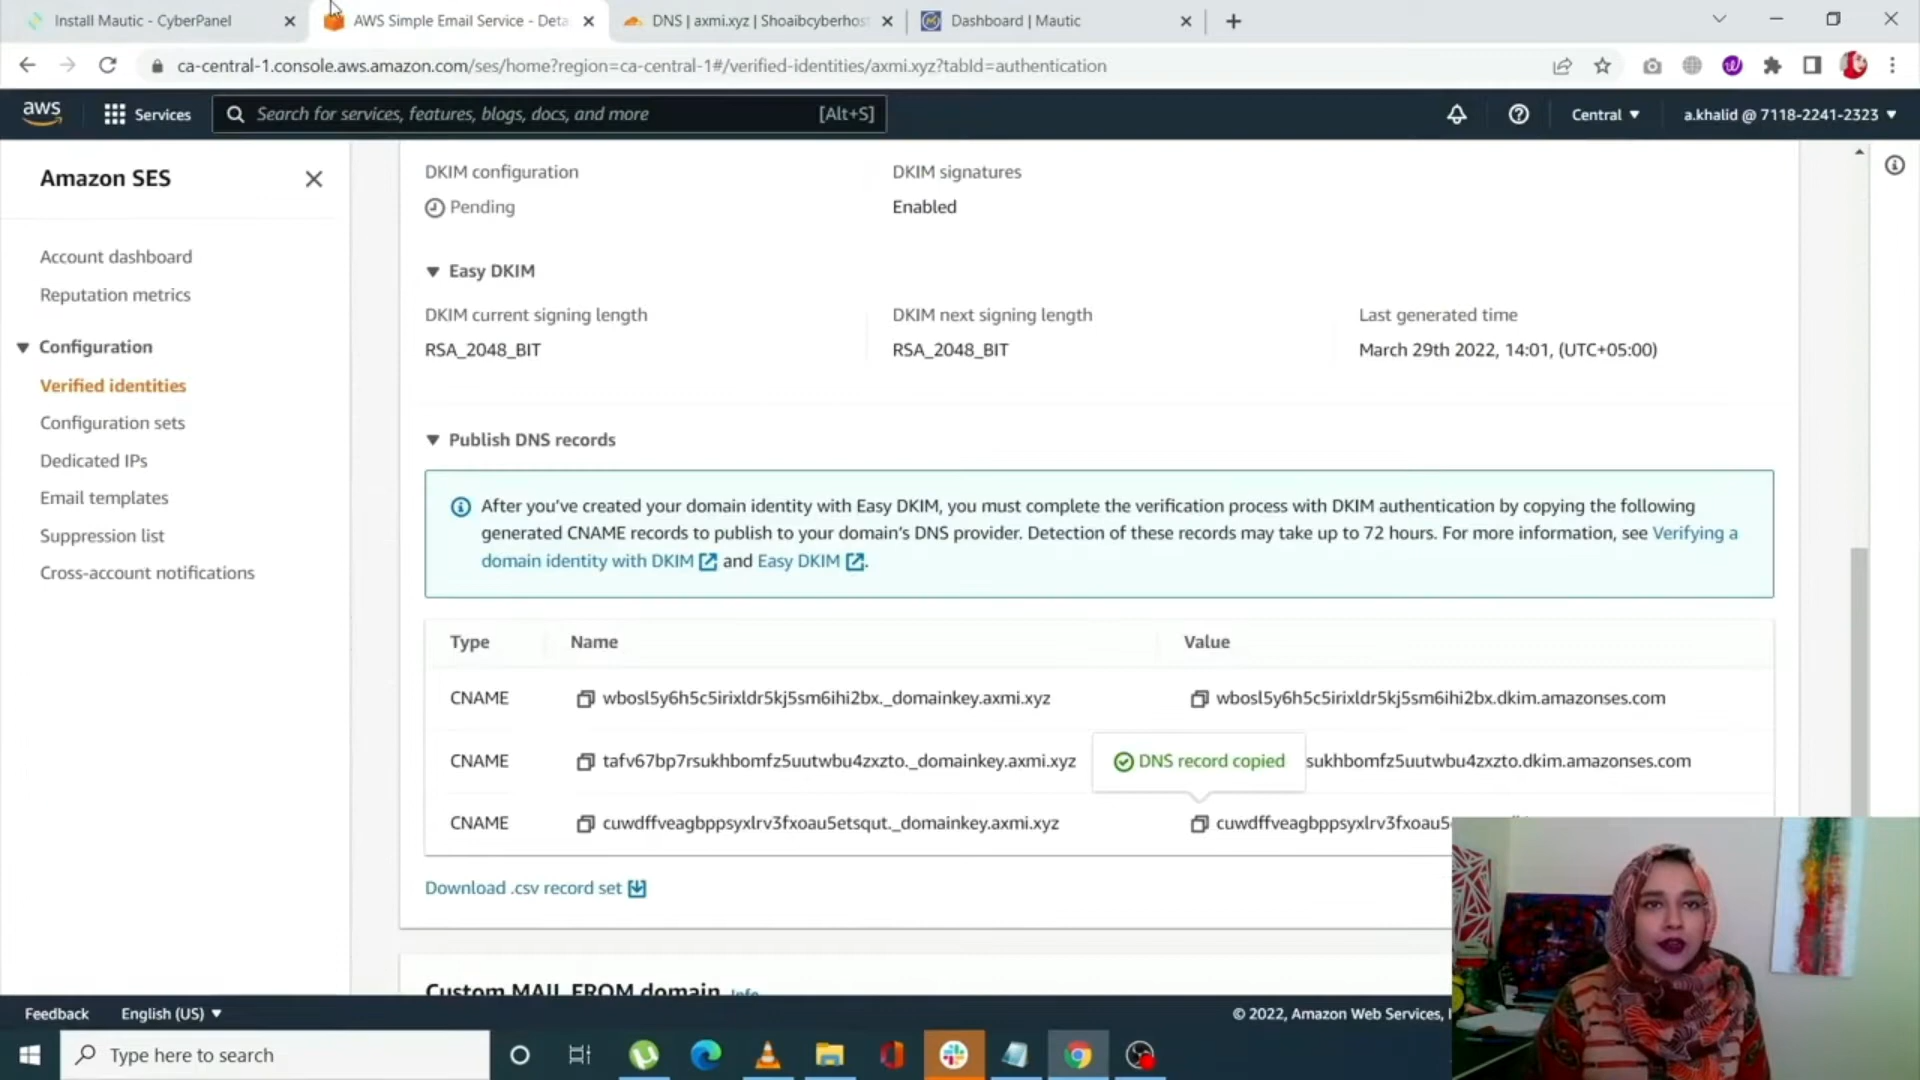 Install Mautic - CyberPanel
AWS Simple Email Service - Deta
DNS | axmi.xyz | Shoaibcyberhost
Dashboard | Mautic
ca-central-1.console.aws.amazon.com/ses/home?region=ca-central-1#/verified-identities/axmi.xyz?tabId=authentication
aws
Services
Search for services, features, blogs, docs, and more
[Alt+S]
Central
a.khalid @ 7118-2241-2323
Amazon SES
Account dashboard
Reputation metrics
Configuration
Verified identities
Configuration sets
Dedicated IPs
Email templates
Suppression list
Cross-account notifications
DKIM configuration
Pending
DKIM signatures
Enabled
Easy DKIM
DKIM current signing length
RSA_2048_BIT
DKIM next signing length
RSA_2048_BIT
Last generated time
March 29th 2022, 14:01, (UTC+05:00)
Publish DNS records
After you've created your domain identity with Easy DKIM, you must complete the verification process with DKIM authentication by copying the following
generated CNAME records to publish to your domain's DNS provider. Detection of these records may take up to 72 hours. For more information, see Verifying a
domain identity with DKIM and Easy DKIM.
Type Name Value
CNAME wbosl5y6h5c5irixldr5kj5sm6ihi2bx._domainkey.axmi.xyz wbosl5y6h5c5irixldr5kj5sm6ihi2bx.dkim.amazonses.com
CNAME tafv67bp7rsukhbomfz5uutwbu4zxzto._domainkey.axmi.xyz DNS record copied sukhbomfz5uutwbu4zxzto.dkim.amazonses.com
CNAME cuwdffveagbppsyxlrv3fxoau5etsqut._domainkey.axmi.xyz cuwdffveagbppsyxlrv3fxoau5
Download .csv record set
Custom MAIL FROM domain Info
Feedback
English (US)
© 2022, Amazon Web Services,
Type here to search